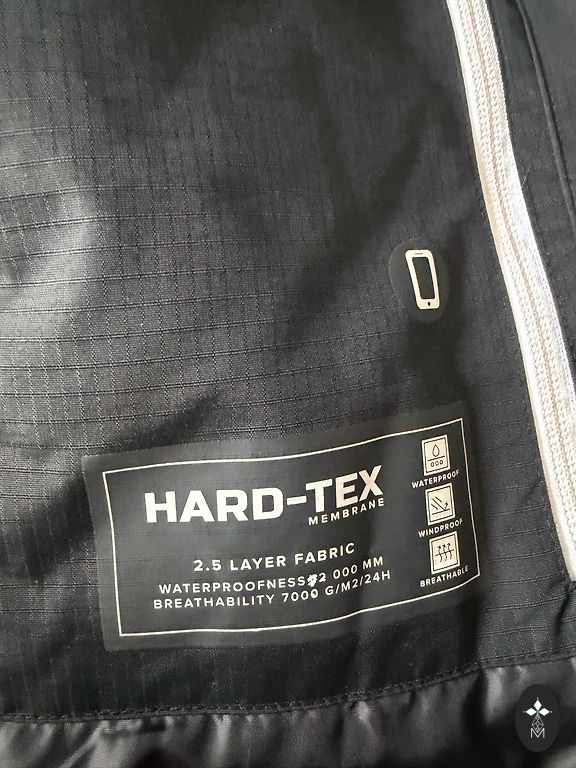 HARD-TEX
MEMBRANE
2.5 LAYER FABRIC
WATERPROOFNESS 000 MM
BREATHABILITY 7000 G/M2/24H
WATERPROOF
WINDPROOF
BREATHABLE